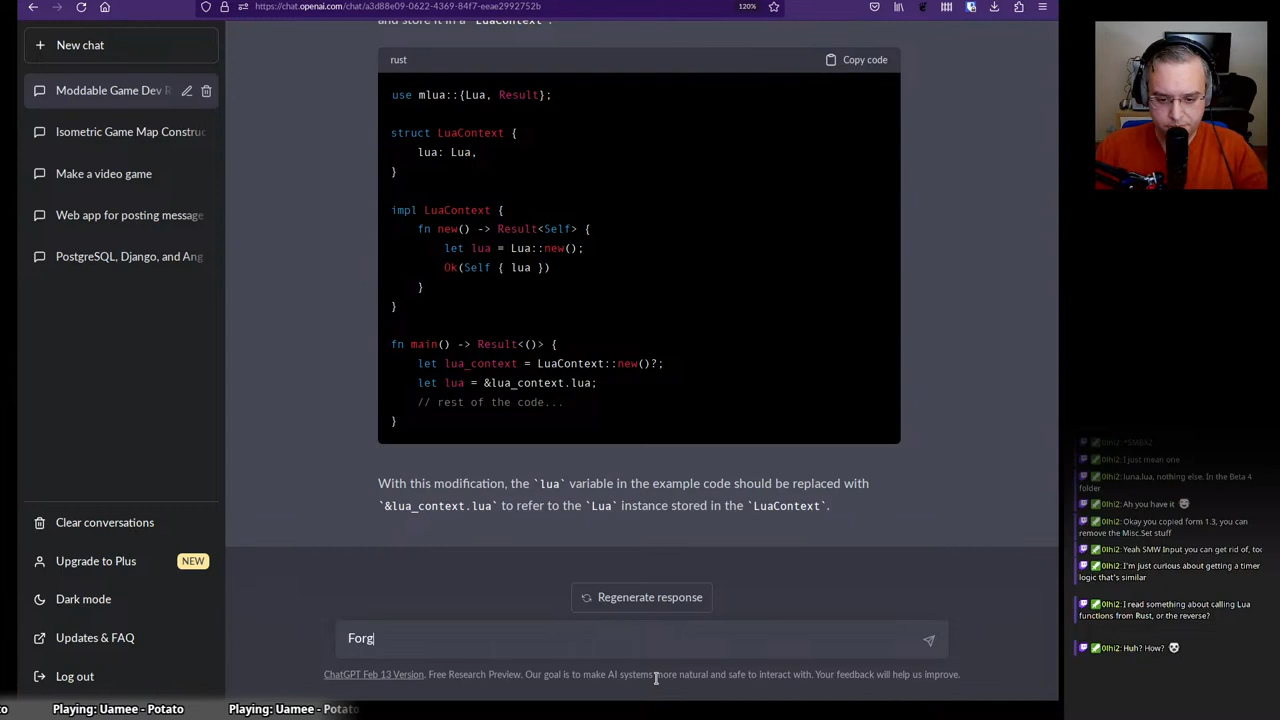 https://chat.openai.com/chat/a3d88e09-0622-4369-84f7-eeae2992752b
120%
New chat
Moddable Game Dev R
Isometric Game Map Construc
Make a video game
Web app for posting message
PostgreSQL, Django, and Ang
Clear conversations
Upgrade to Plus
NEW
Dark mode
Updates & FAQ
Log out
and store it in a `LuaContext`.
rust
Copy code
use mlua::{Lua, Result};
struct LuaContext {
lua: Lua,
}
impl LuaContext {
fn new() -> Result<Self> {
let lua = Lua::new();
Ok(Self { lua })
}
}
fn main() -> Result<()> {
let lua_context = LuaContext::new()?;
let lua = &lua_context.lua;
// rest of the code...
}
With this modification, the `lua` variable in the example code should be replaced with
`&lua_context.lua` to refer to the `Lua` instance stored in the `LuaContext`.
Regenerate response
Forg
ChatGPT Feb 13 Version. Free Research Preview. Our goal is to make AI systems more natural and safe to interact with. Your feedback will help us improve.
0lhi2: *SMBX2
0lhi2: I just mean one
0lhi2: luna.lua, nothing else. In the Beta 4
folder
0lhi2: Ah you have it
0lhi2: Okay you copied form 1.3, you can
remove the Misc.Set stuff
0lhi2: Yeah SMW Input you can get rid of, too
0lhi2: I'm just curious about getting a timer
logic that's similar
0lhi2: I read something about calling Lua
functions from Rust, or the reverse?
0lhi2: Huh? How?
Playing: Uamee - Potato
Playing: Uamee - Potato